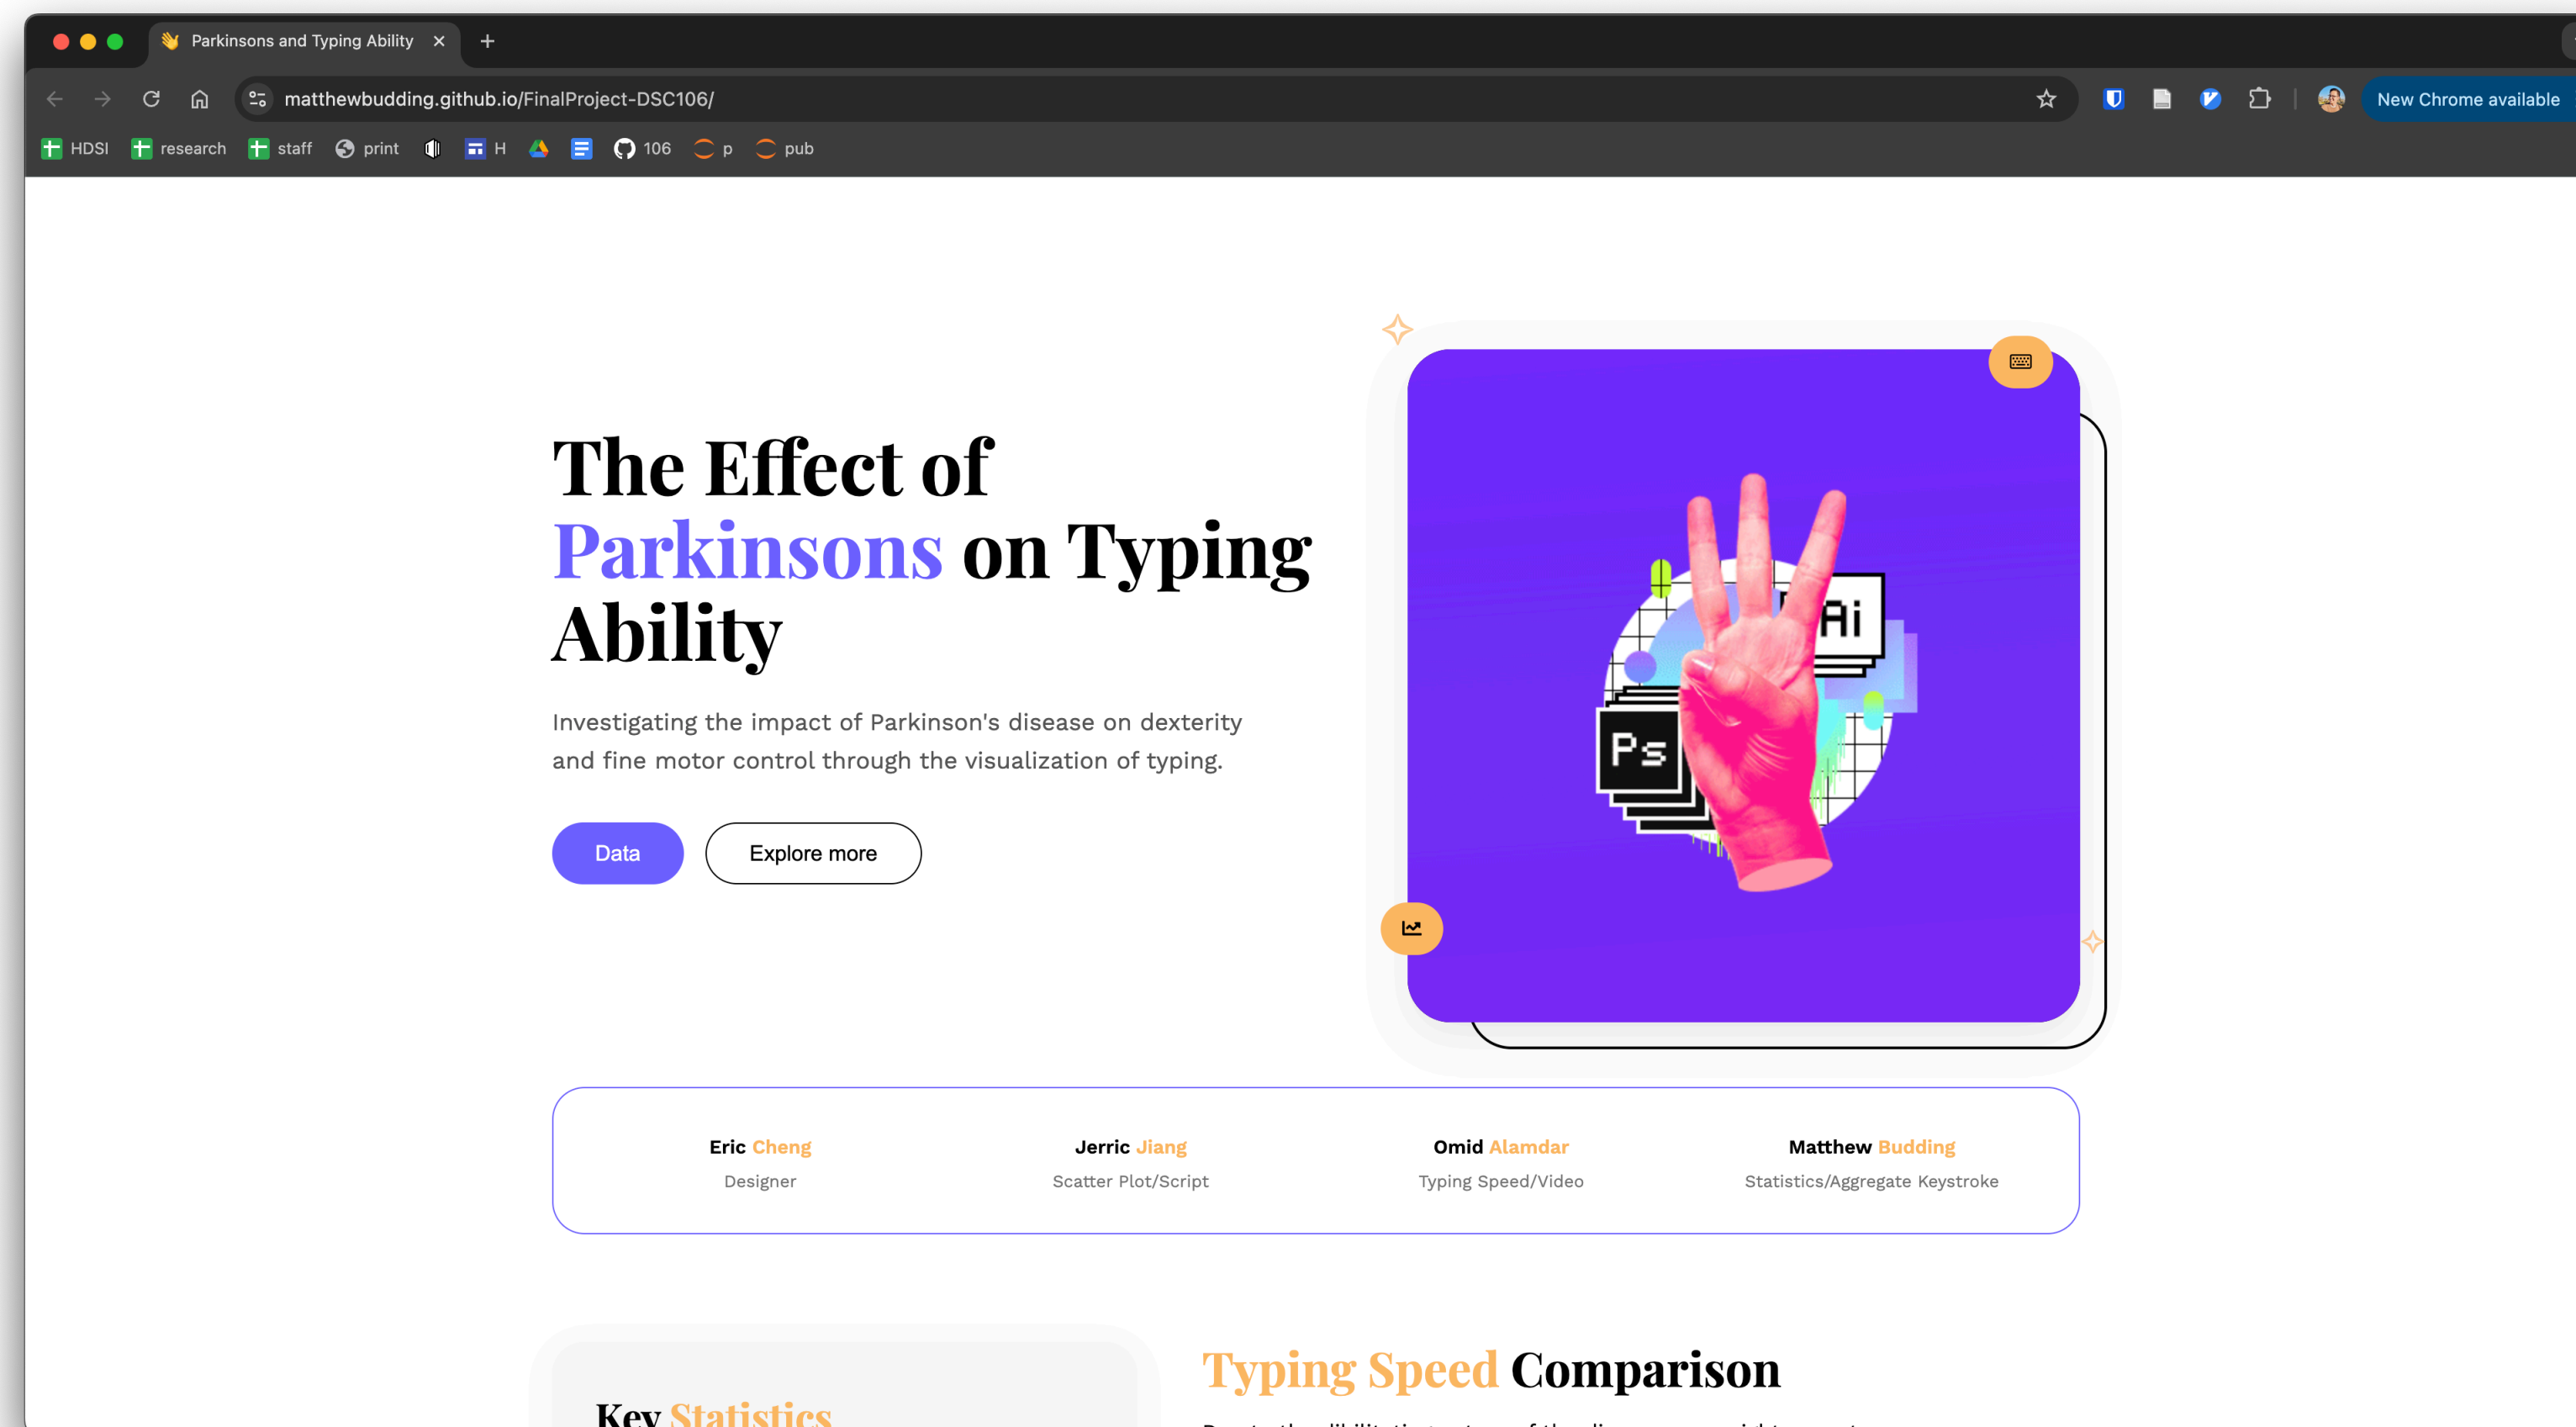 Parkinsons and Typing Ability
matthewbudding.github.io/FinalProject-DSC106/
New Chrome available
HDSI research staff print H 106 p pub
The Effect of
Parkinsons on Typing
Ability
Investigating the impact of Parkinson's disease on dexterity
and fine motor control through the visualization of typing.
Data Explore more
Ai
Ps
Eric Cheng
Designer
Jerric Jiang
Scatter Plot/Script
Omid Alamdar
Typing Speed/Video
Matthew Budding
Statistics/Aggregate Keystroke
Key Statistics
Typing Speed Comparison